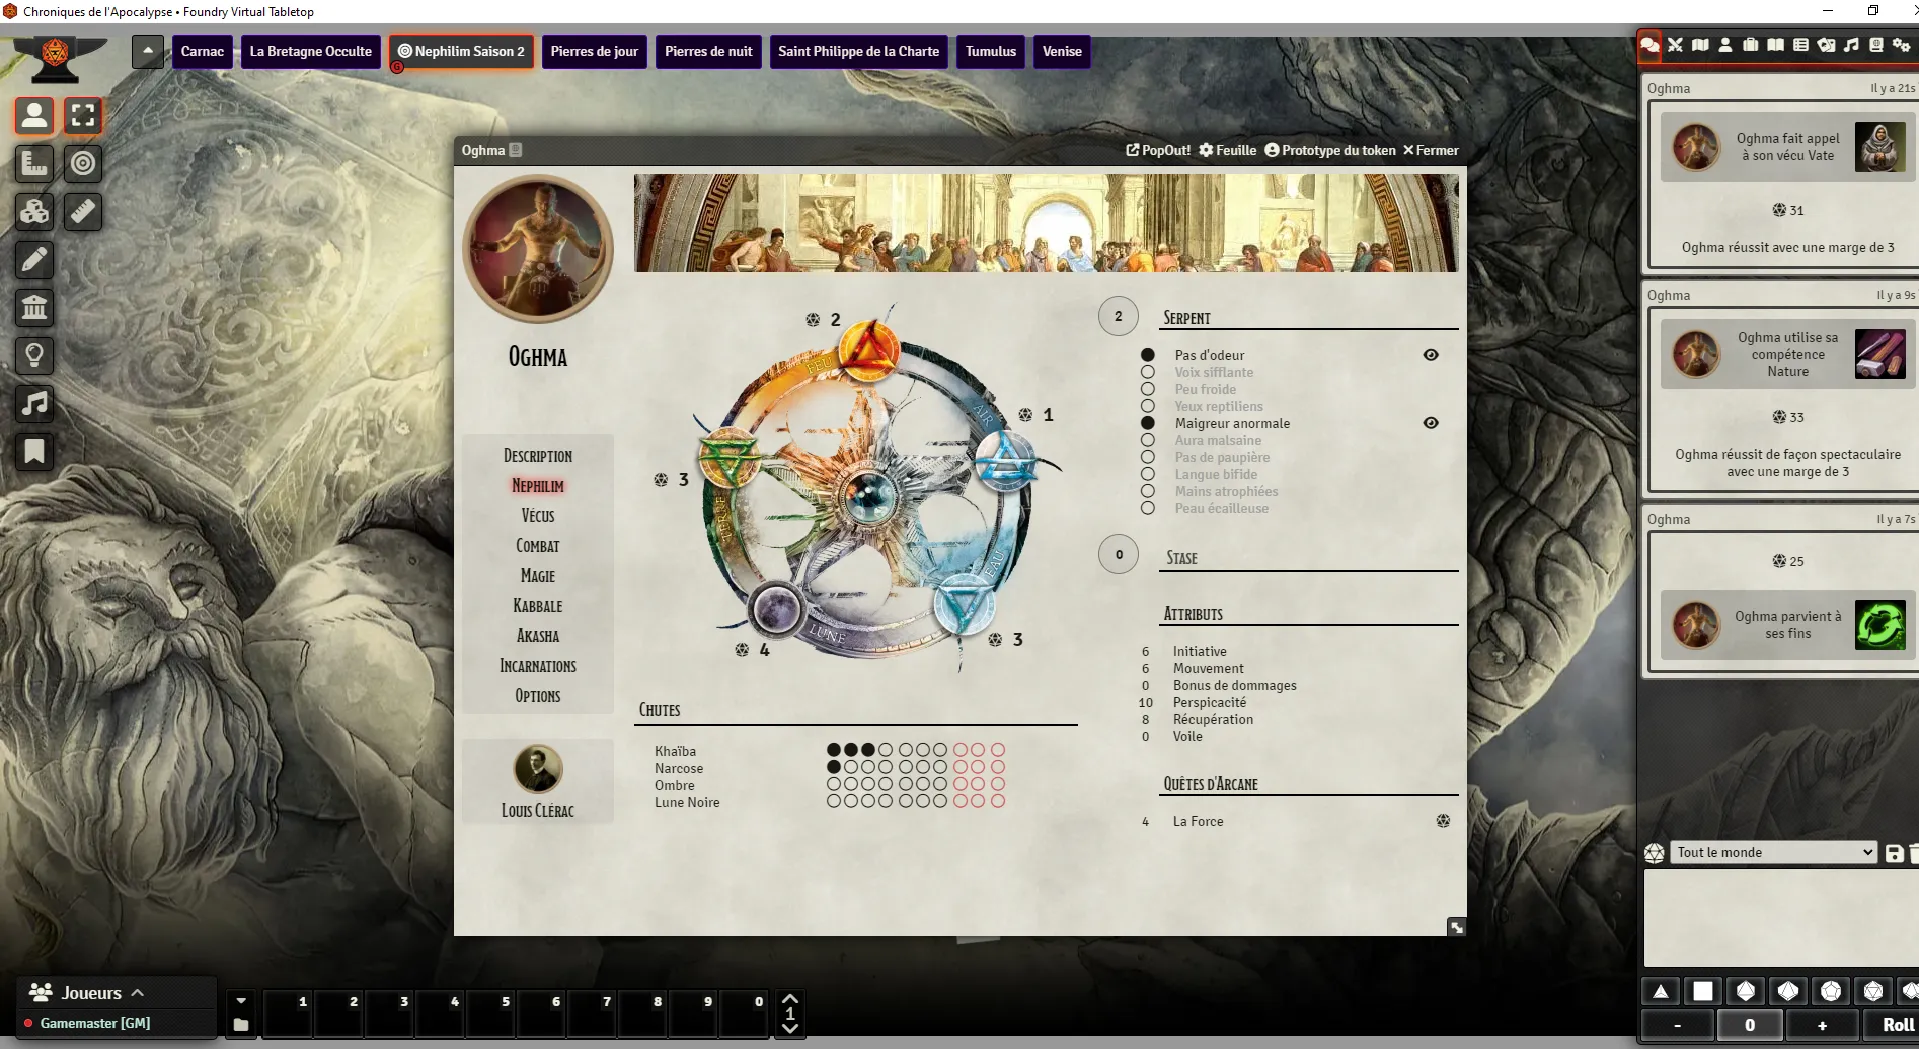 Chroniques de l'Apocalypse • Foundry Virtual Tabletop
Carnac
La Bretagne Occulte
Nephilim Saison 2
G
Pierres de jour
Pierres de nuit
Saint Philippe de la Charte
Tumulus
Venise
Oghma
PopOut!
Feuille
Prototype du token
Fermer
OGHMA
DESCRIPTION
NEPHILIM
VÉCUS
COMBAT
MAGIE
KABBALE
AKASHA
INCARNATIONS
OPTIONS
LOUIS CLÉRAC
2
FEU
1
AIR
3
TERRE
EAU
3
LUNE
4
CHUTES
Khaïba
Narcose
Ombre
Lune Noire
2
SERPENT
Pas d'odeur
Voix sifflante
Peu froide
Yeux reptiliens
Maigreur anormale
Aura malsaine
Pas de paupière
Langue bifide
Mains atrophiées
Peau écailleuse
0
STASE
ATTRIBUTS
6 Initiative
6 Mouvement
0 Bonus de dommages
10 Perspicacité
8 Récupération
0 Voile
QUÊTES D'ARCANE
4 La Force
Oghma Il y a 21s
Oghma fait appel
à son vécu Vate
31
Oghma réussit avec une marge de 3
Oghma Il y a 9s
Oghma utilise sa
compétence
Nature
33
Oghma réussit de façon spectaculaire
avec une marge de 3
Oghma Il y a 7s
25
Oghma parvient à
ses fins
Tout le monde
- 0 + Roll
Joueurs
Gamemaster [GM]
1 2 3 4 5 6 7 8 9 0
1